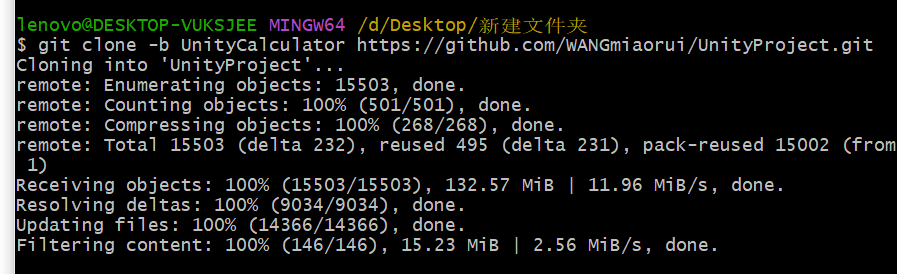 lenovo@DESKTOP-VUKSJEE MINGW64 /d/Desktop/新建文件夹
$ git clone -b UnityCalculator https://github.com/WANGmiaorui/UnityProject.git
Cloning into 'UnityProject'...
remote: Enumerating objects: 15503, done.
remote: Counting objects: 100% (501/501), done.
remote: Compressing objects: 100% (268/268), done.
remote: Total 15503 (delta 232), reused 495 (delta 231), pack-reused 15002 (from
1)
Receiving objects: 100% (15503/15503), 132.57 MiB | 11.96 MiB/s, done.
Resolving deltas: 100% (9034/9034), done.
Updating files: 100% (14366/14366), done.
Filtering content: 100% (146/146), 15.23 MiB | 2.56 MiB/s, done.